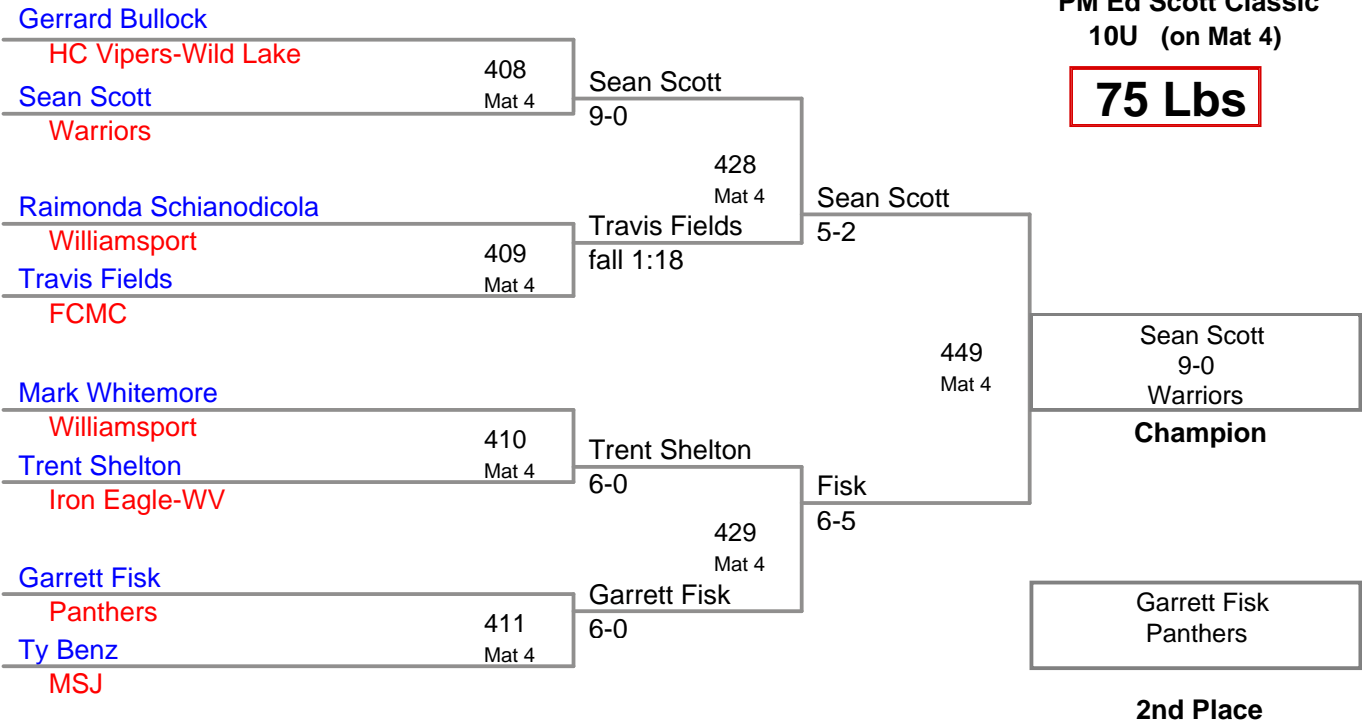 PM Ed Scott Classic
10U (on Mat 4)
75 Lbs
Gerrard Bullock
HC Vipers-Wild Lake
408
Mat 4
Sean Scott
Warriors
Sean Scott
9-0
428
Mat 4
Raimonda Schianodicola
Williamsport
409
Mat 4
Travis Fields
FCMC
Travis Fields
fall 1:18
Sean Scott
5-2
449
Mat 4
Sean Scott
9-0
Warriors
Champion
Mark Whitemore
Williamsport
410
Mat 4
Trent Shelton
Iron Eagle-WV
Trent Shelton
6-0
429
Mat 4
Fisk
6-5
Garrett Fisk
Panthers
411
Mat 4
Ty Benz
MSJ
Garrett Fisk
6-0
Garrett Fisk
Panthers
2nd Place